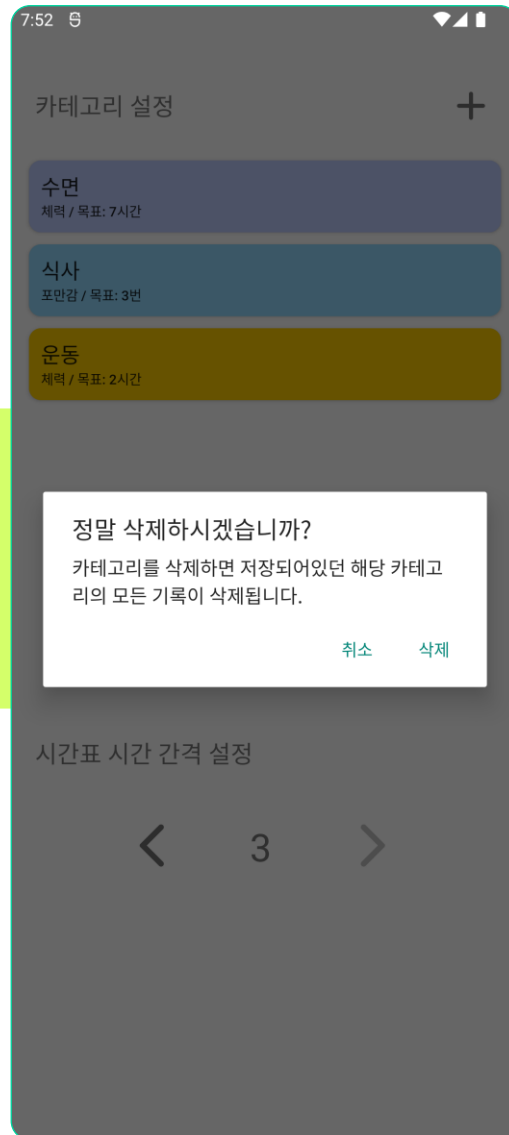 7:52
카테고리 설정
수면
체력 / 목표: 7시간
식사
포만감 / 목표: 3번
운동
체력 / 목표: 2시간
정말 삭제하시겠습니까?
카테고리를 삭제하면 저장되어있던 해당 카테고
리의 모든 기록이 삭제됩니다.
취소 삭제
시간표 시간 간격 설정
3